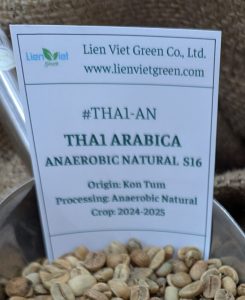 Lien Viet
green
Lien Viet Green Co., Ltd.
www.lienvietgreen.com
#THA1-AN
THA1 ARABICA
ANAEROBIC NATURAL S16
Origin: Kon Tum
Processing: Anaerobic Natural
Crop: 2024-2025